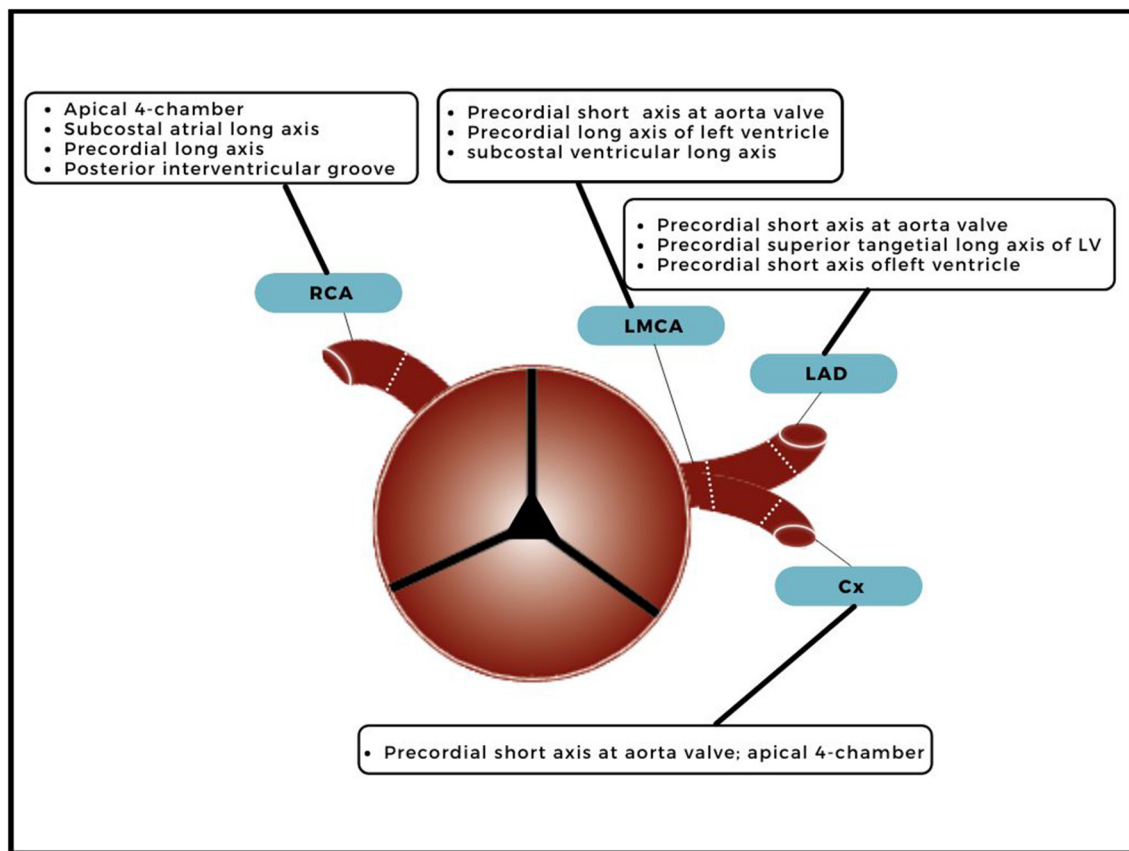 Apical 4-chamber
Subcostal atrial long axis
Precordial long axis
Posterior interventricular groove
Precordial short axis at aorta valve
Precordial long axis of left ventricle
subcostal ventricular long axis
Precordial short axis at aorta valve
Precordial superior tangetial long axis of LV
Precordial short axis ofleft ventricle
RCA
LMCA
LAD
Cx
Precordial short axis at aorta valve; apical 4-chamber